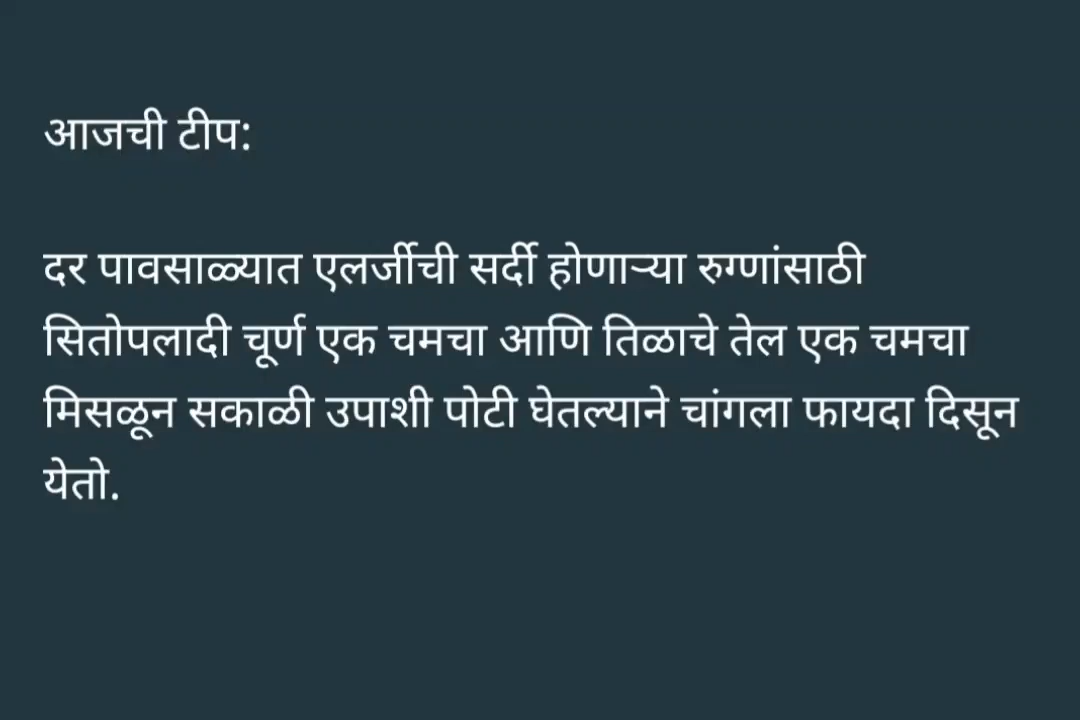 आजची टीप:
दर पावसाळ्यात एलर्जीची सर्दी होणाऱ्या रुग्णांसाठी
सितोपलादी चूर्ण एक चमचा आणि तिळाचे तेल एक चमचा
मिसळून सकाळी उपाशी पोटी घेतल्याने चांगला फायदा दिसून
येतो.